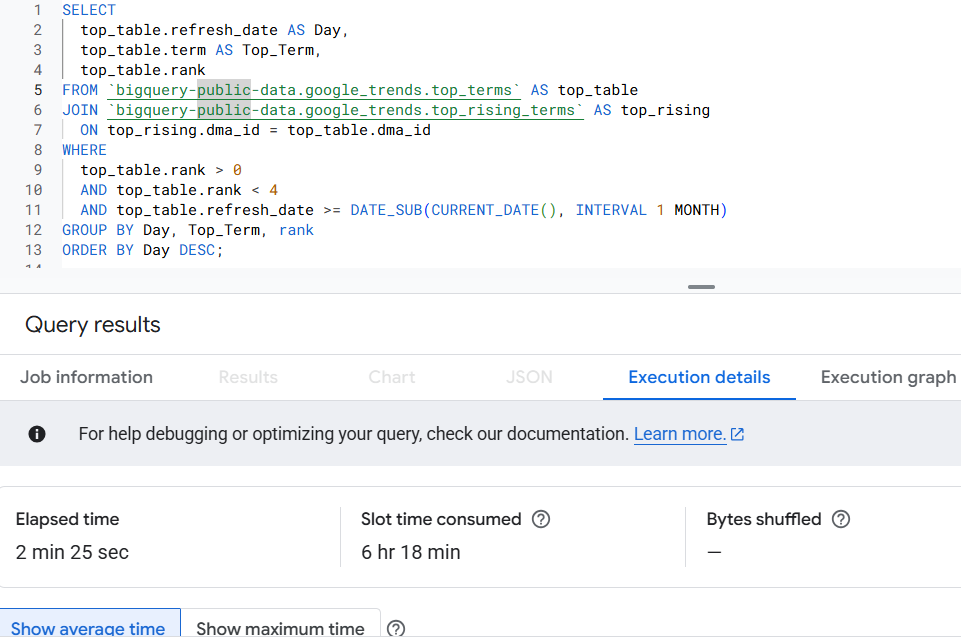 1 SELECT
2 top_table.refresh_date AS Day,
3 top_table.term AS Top_Term,
4 top_table.rank
5 FROM `bigquery-public-data.google_trends.top_terms` AS top_table
6 JOIN `bigquery-public-data.google_trends.top_rising_terms` AS top_rising
7 ON top_rising.dma_id = top_table.dma_id
8 WHERE
9 top_table.rank > 0
10 AND top_table.rank < 4
11 AND top_table.refresh_date >= DATE_SUB(CURRENT_DATE(), INTERVAL 1 MONTH)
12 GROUP BY Day, Top_Term, rank
13 ORDER BY Day DESC;
14
Query results
Job information Results Chart JSON Execution details Execution graph
For help debugging or optimizing your query, check our documentation. Learn more.
Elapsed time Slot time consumed Bytes shuffled
2 min 25 sec 6 hr 18 min —
Show average time Show maximum time